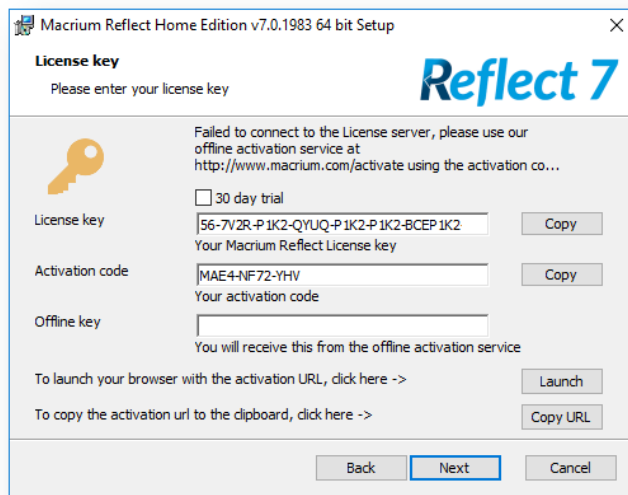 Macrium Reflect Home Edition v7.0.1983 64 bit Setup
License key
Please enter your license key
Reflect 7
Failed to connect to the License server, please use our
offline activation service at
http://www.macrium.com/activate using the activation co...
30 day trial
License key
56-7V2R-P1K2-QYUQ-P1K2-P1K2-BCEP1K2
Copy
Your Macrium Reflect License key
Activation code
MAE4-NF72-YHV
Copy
Your activation code
Offline key
You will receive this from the offline activation service
To launch your browser with the activation URL, click here ->
Launch
To copy the activation url to the clipboard, click here ->
Copy URL
Back
Next
Cancel